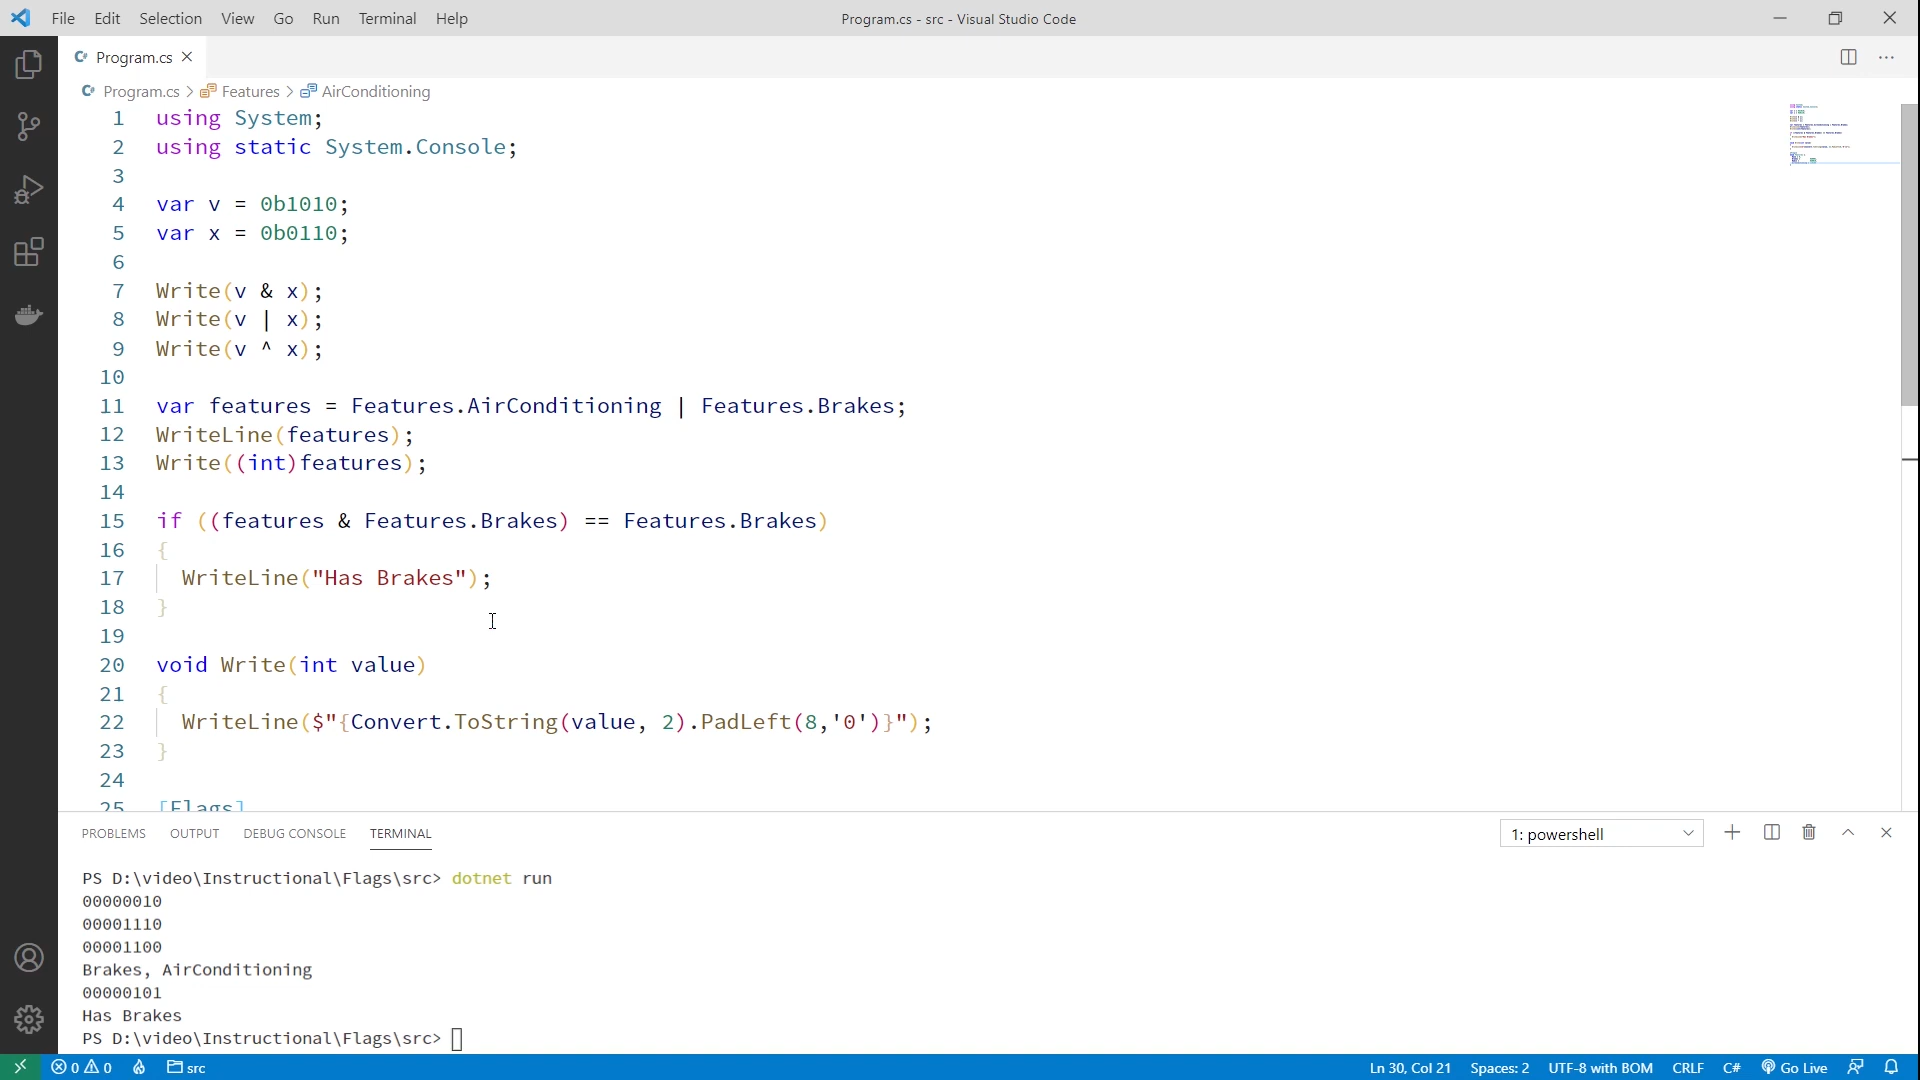 File Edit Selection View Go Run Terminal Help
Program.cs - src - Visual Studio Code
Program.cs
Program.cs > Features > AirConditioning
1 using System;
2 using static System.Console;
3
4 var v = 0b1010;
5 var x = 0b0110;
6
7 Write(v & x);
8 Write(v | x);
9 Write(v ^ x);
10
11 var features = Features.AirConditioning | Features.Brakes;
12 WriteLine(features);
13 Write((int)features);
14
15 if ((features & Features.Brakes) == Features.Brakes)
16 {
17 WriteLine("Has Brakes");
18 }
19
20 void Write(int value)
21 {
22 WriteLine($"{Convert.ToString(value, 2).PadLeft(8,'0')}");
23 }
24
25 [Flags]
PROBLEMS OUTPUT DEBUG CONSOLE TERMINAL
1: powershell
PS D:\video\Instructional\Flags\src> dotnet run
00000010
00001110
00001100
Brakes, AirConditioning
00000101
Has Brakes
PS D:\video\Instructional\Flags\src>
0 0 src
Ln 30, Col 21 Spaces: 2 UTF-8 with BOM CRLF C# Go Live